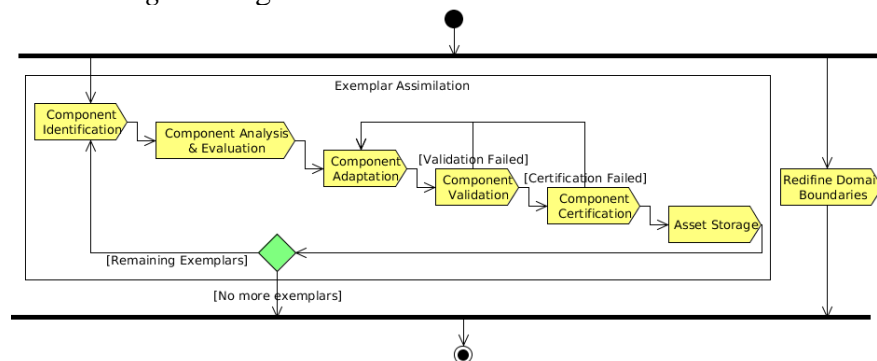 Exemplar Assimilation
Component
Identification
Component Analysis
& Evaluation
Component
Adaptation
[Validation Failed]
Component
Validation
[Certification Failed]
Component
Certification
Asset Storage
Redifine Domain
Boundaries
[Remaining Exemplars]
[No more exemplars]